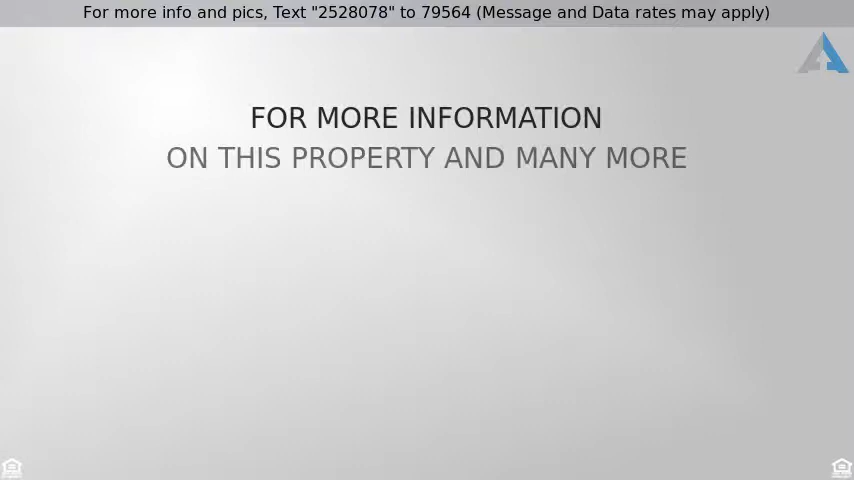 For more info and pics, Text "2528078" to 79564 (Message and Data rates may apply)
FOR MORE INFORMATION
ON THIS PROPERTY AND MANY MORE